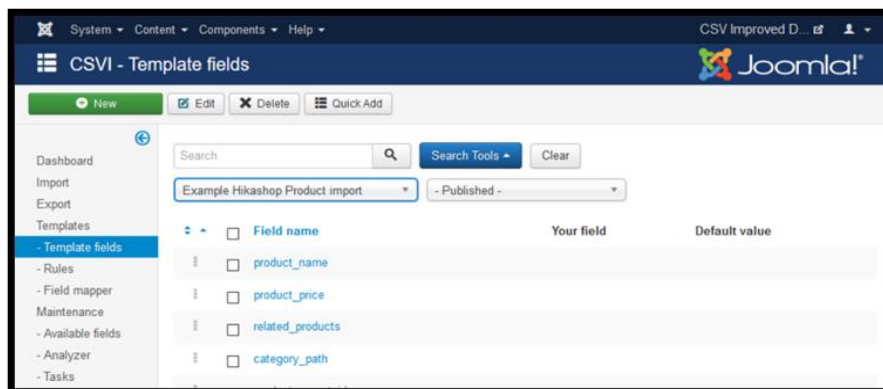 System Content Components Help CSV Improved D...
CSVI - Template fields Joomla!®
New Edit Delete Quick Add
Search Search Tools Clear
Dashboard
Import
Export
Templates
- Template fields
- Rules
- Field mapper
Maintenance
- Available fields
- Analyzer
- Tasks
Example Hikashop Product import - Published -
Field name Your field Default value
product_name
product_price
related_products
category_path